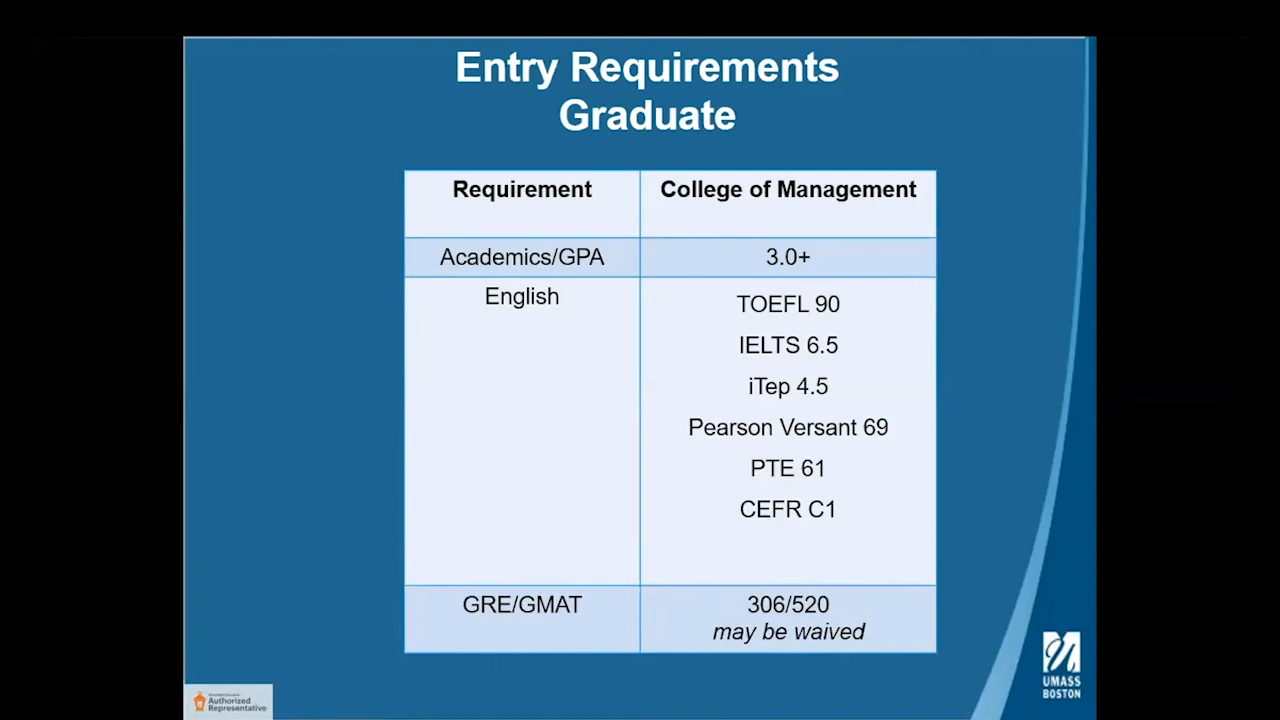 Entry Requirements
Graduate
Requirement
College of Management
Academics/GPA
3.0+
English
TOEFL 90
IELTS 6.5
iTep 4.5
Pearson Versant 69
PTE 61
CEFR C1
GRE/GMAT
306/520
may be waived
Authorized
Representative
UMASS
BOSTON